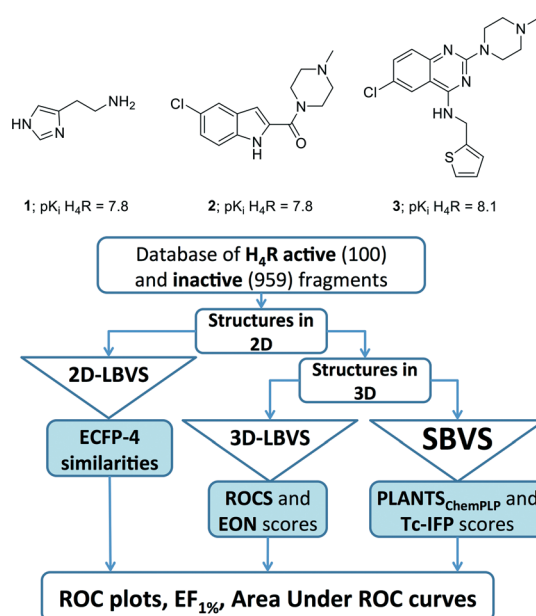 NH₂
HN
N
Cl
N
H
O
N
N
Cl
N
N
N
N
HN
S
1; pKi H₄R = 7.8
2; pKi H₄R = 7.8
3; pKi H₄R = 8.1
Database of H₄R active (100)
and inactive (959) fragments
Structures in
2D
2D-LBVS
Structures in
3D
ECFP-4
similarities
3D-LBVS
SBVS
ROCS and
EON scores
PLANTSChemPLP and
Tc-IFP scores
ROC plots, EF1%, Area Under ROC curves